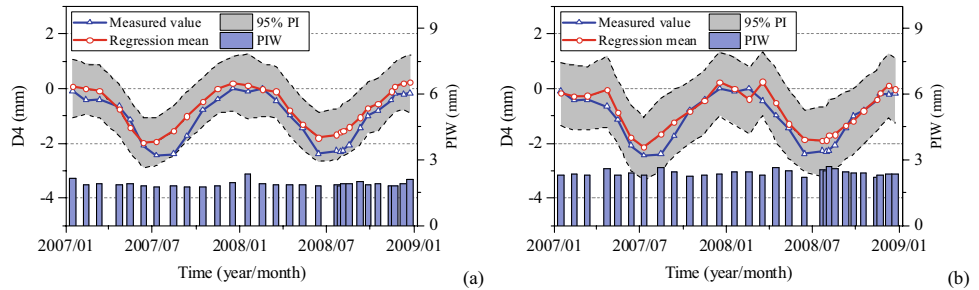 Measured value
95% PI
Regression mean
PIW
2
0
-2
-4
D4 (mm)
9
6
3
0
PIW (mm)
2007/01 2007/07 2008/01 2008/07 2009/01
Time (year/month)
(a)
Measured value
95% PI
Regression mean
PIW
2
0
-2
-4
D4 (mm)
9
6
3
0
PIW (mm)
2007/01 2007/07 2008/01 2008/07 2009/01
Time (year/month)
(b)